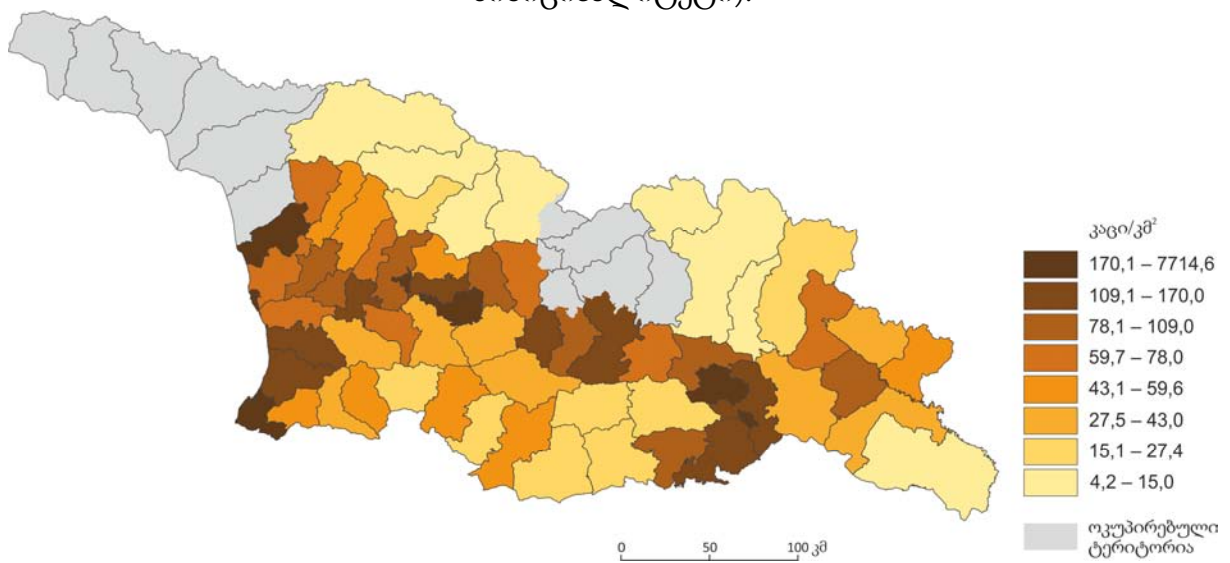 კაცი/კმ²
170,1 – 7714,6
109,1 – 170,0
78,1 – 109,0
59,7 – 78,0
43,1 – 59,6
27,5 – 43,0
15,1 – 27,4
4,2 – 15,0
ოკუპირებული
ტერიტორია
0 50 100 კმ